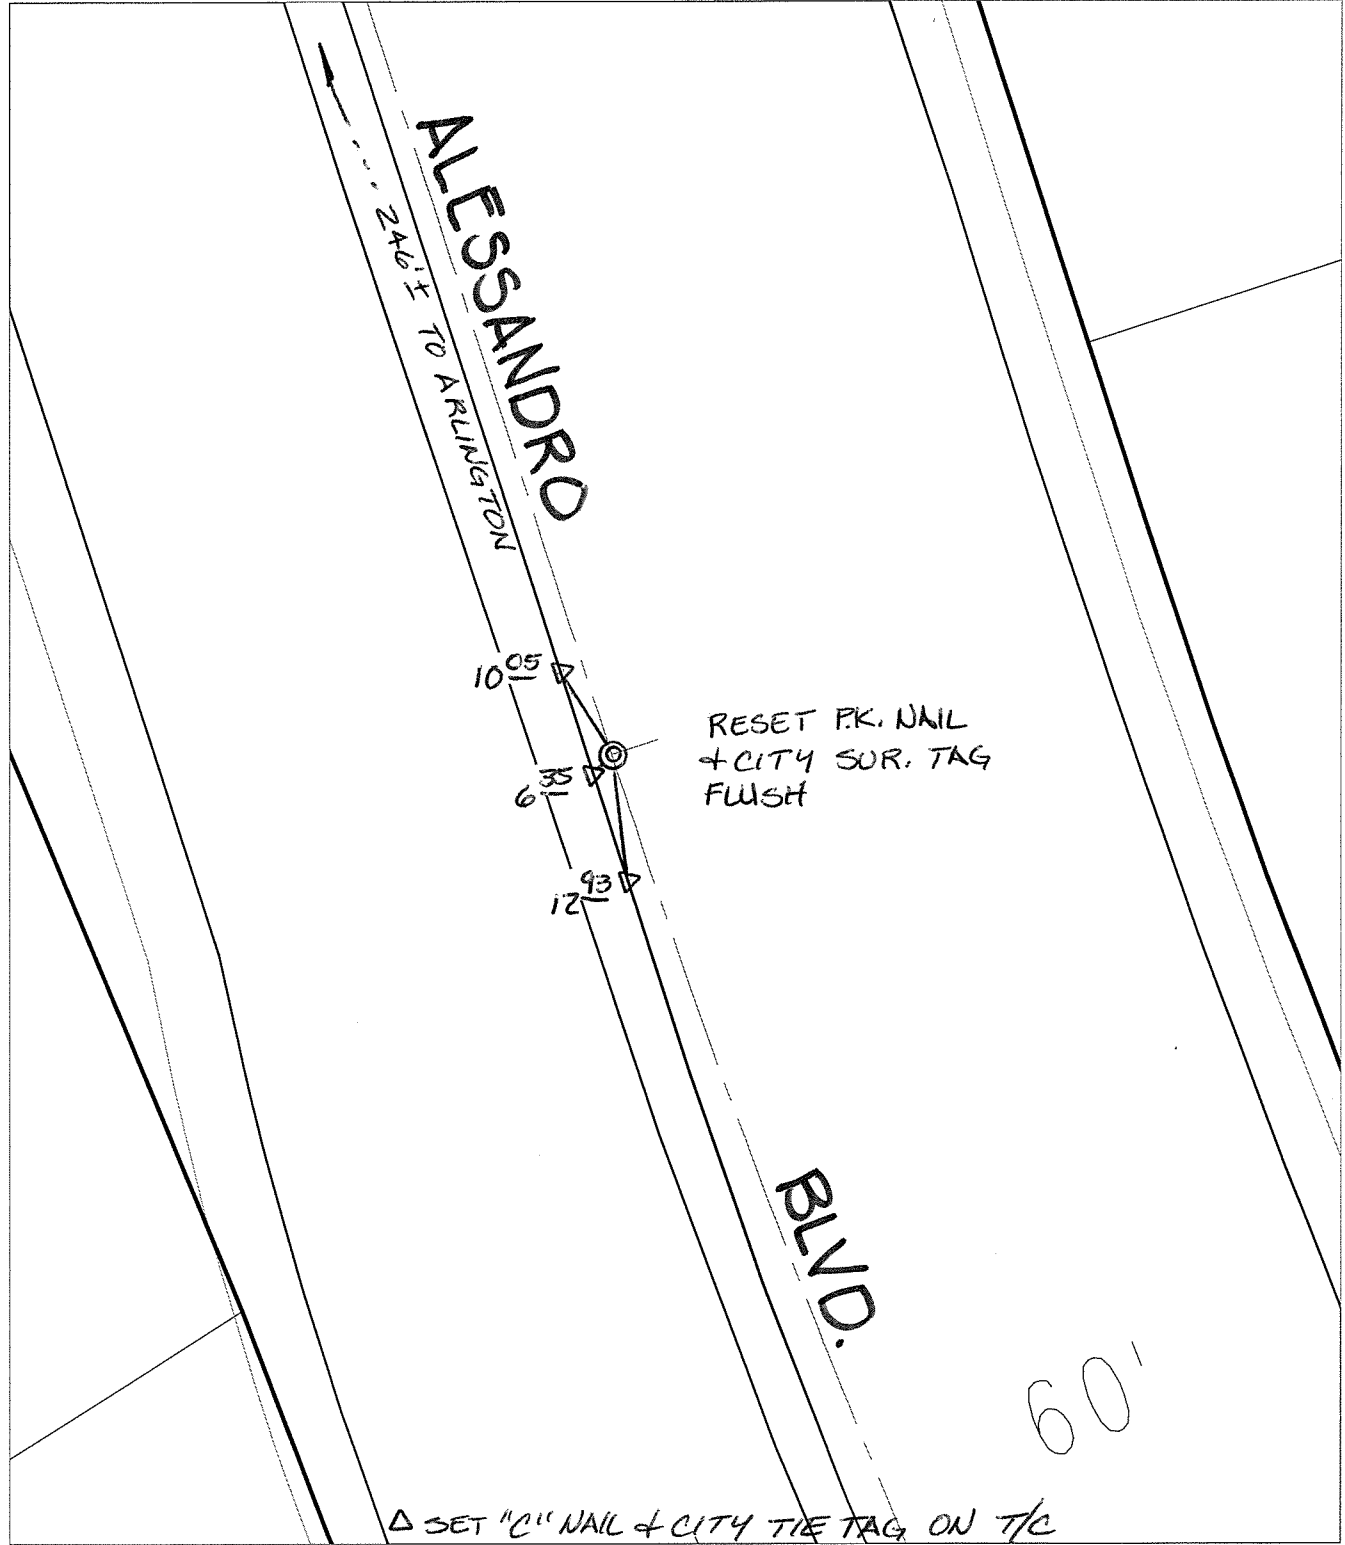 ALESSANDRO
246'± TO ARLINGTON
10 05
6 35
12 93
RESET P.K. NAIL
& CITY SUR. TAG
FLUSH
BLVD.
60'
Δ SET "C" NAIL & CITY TIE TAG ON T/C